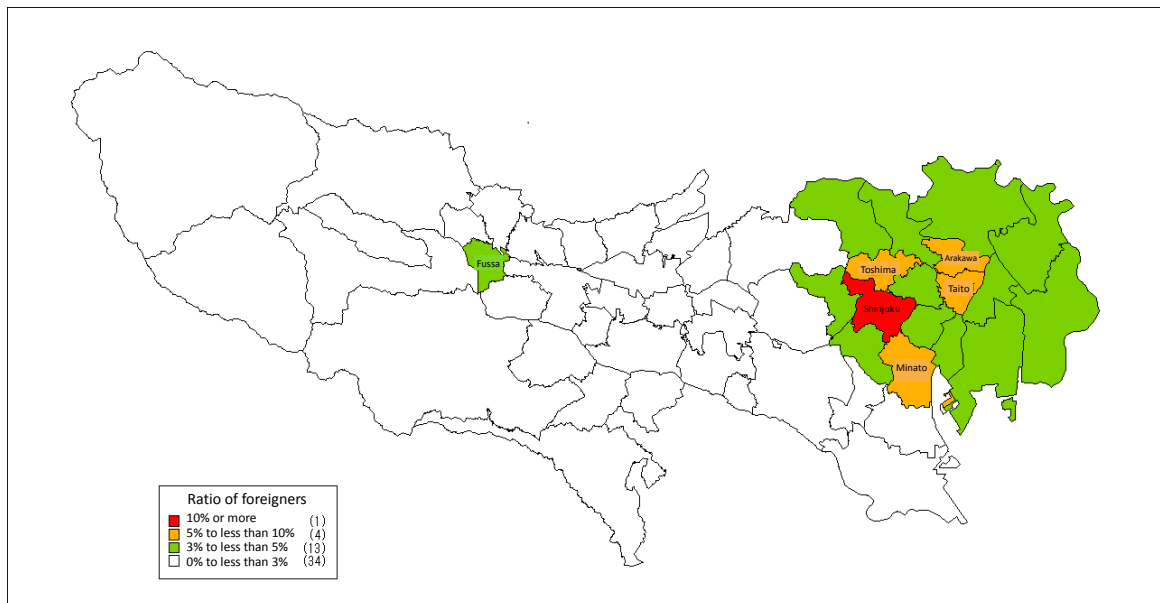 Fussa
Toshima
Arakawa
Taito
Shinjuku
Minato
Ratio of foreigners
10% or more (1)
5% to less than 10% (4)
3% to less than 5% (13)
0% to less than 3% (34)